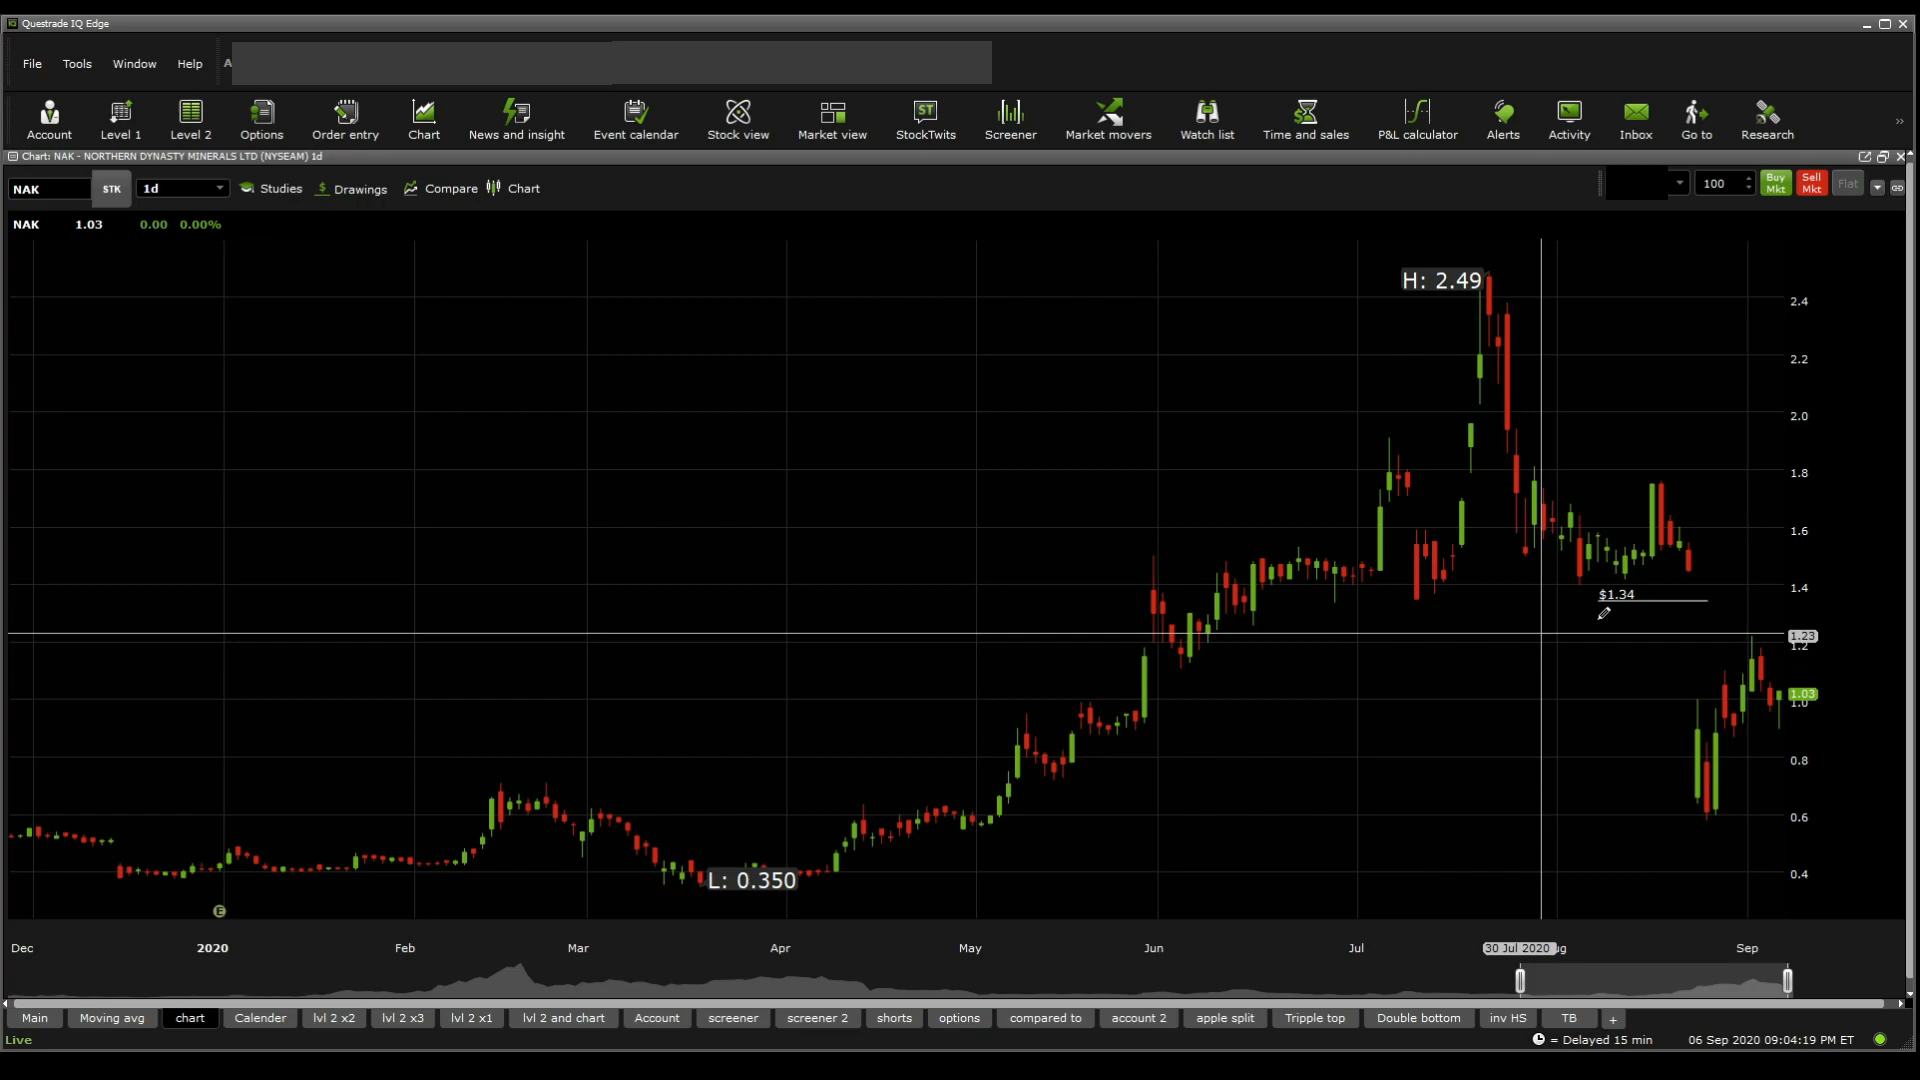 Questrade IQ Edge
File Tools Window Help A
Account Level 1 Level 2 Options Order entry Chart News and insight Event calendar Stock view Market view StockTwits Screener Market movers Watch list Time and sales P&L calculator Alerts Activity Inbox Go to Research
Chart: NAK - NORTHERN DYNASTY MINERALS LTD (NYSEAM) 1d
NAK STK 1d Studies Drawings Compare Chart 100 Buy Mkt Sell Mkt Flat
NAK 1.03 0.00 0.00%
H: 2.49
2.4
2.2
2.0
1.8
1.6
1.4
$1.34
1.23
1.2
1.03
1.0
0.8
0.6
L: 0.350
0.4
E
Dec 2020 Feb Mar Apr May Jun Jul 30 Jul 2020 ug Sep
Main Moving avg chart Calender lvl 2 x2 lvl 2 x3 lvl 2 x1 lvl 2 and chart Account screener screener 2 shorts options compared to account 2 apple split Tripple top Double bottom inv HS TB +
Live = Delayed 15 min 06 Sep 2020 09:04:19 PM ET